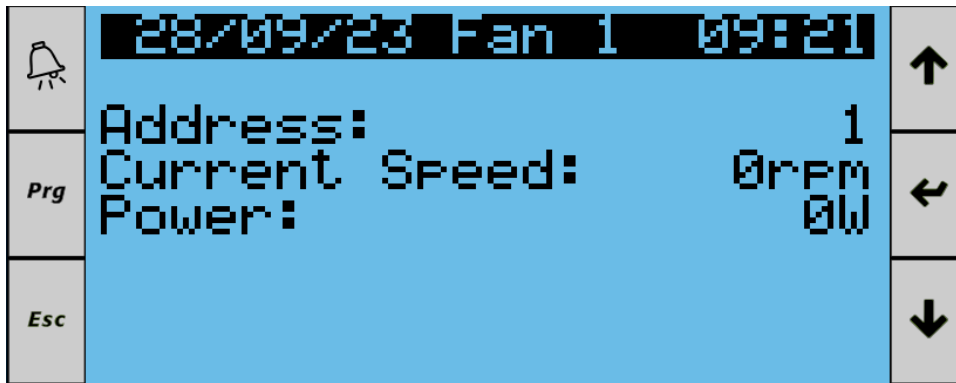 28/09/23 Fan 1 09:21
Address: 1
Current Speed: 0rpm
Power: 0W
Prg
Esc